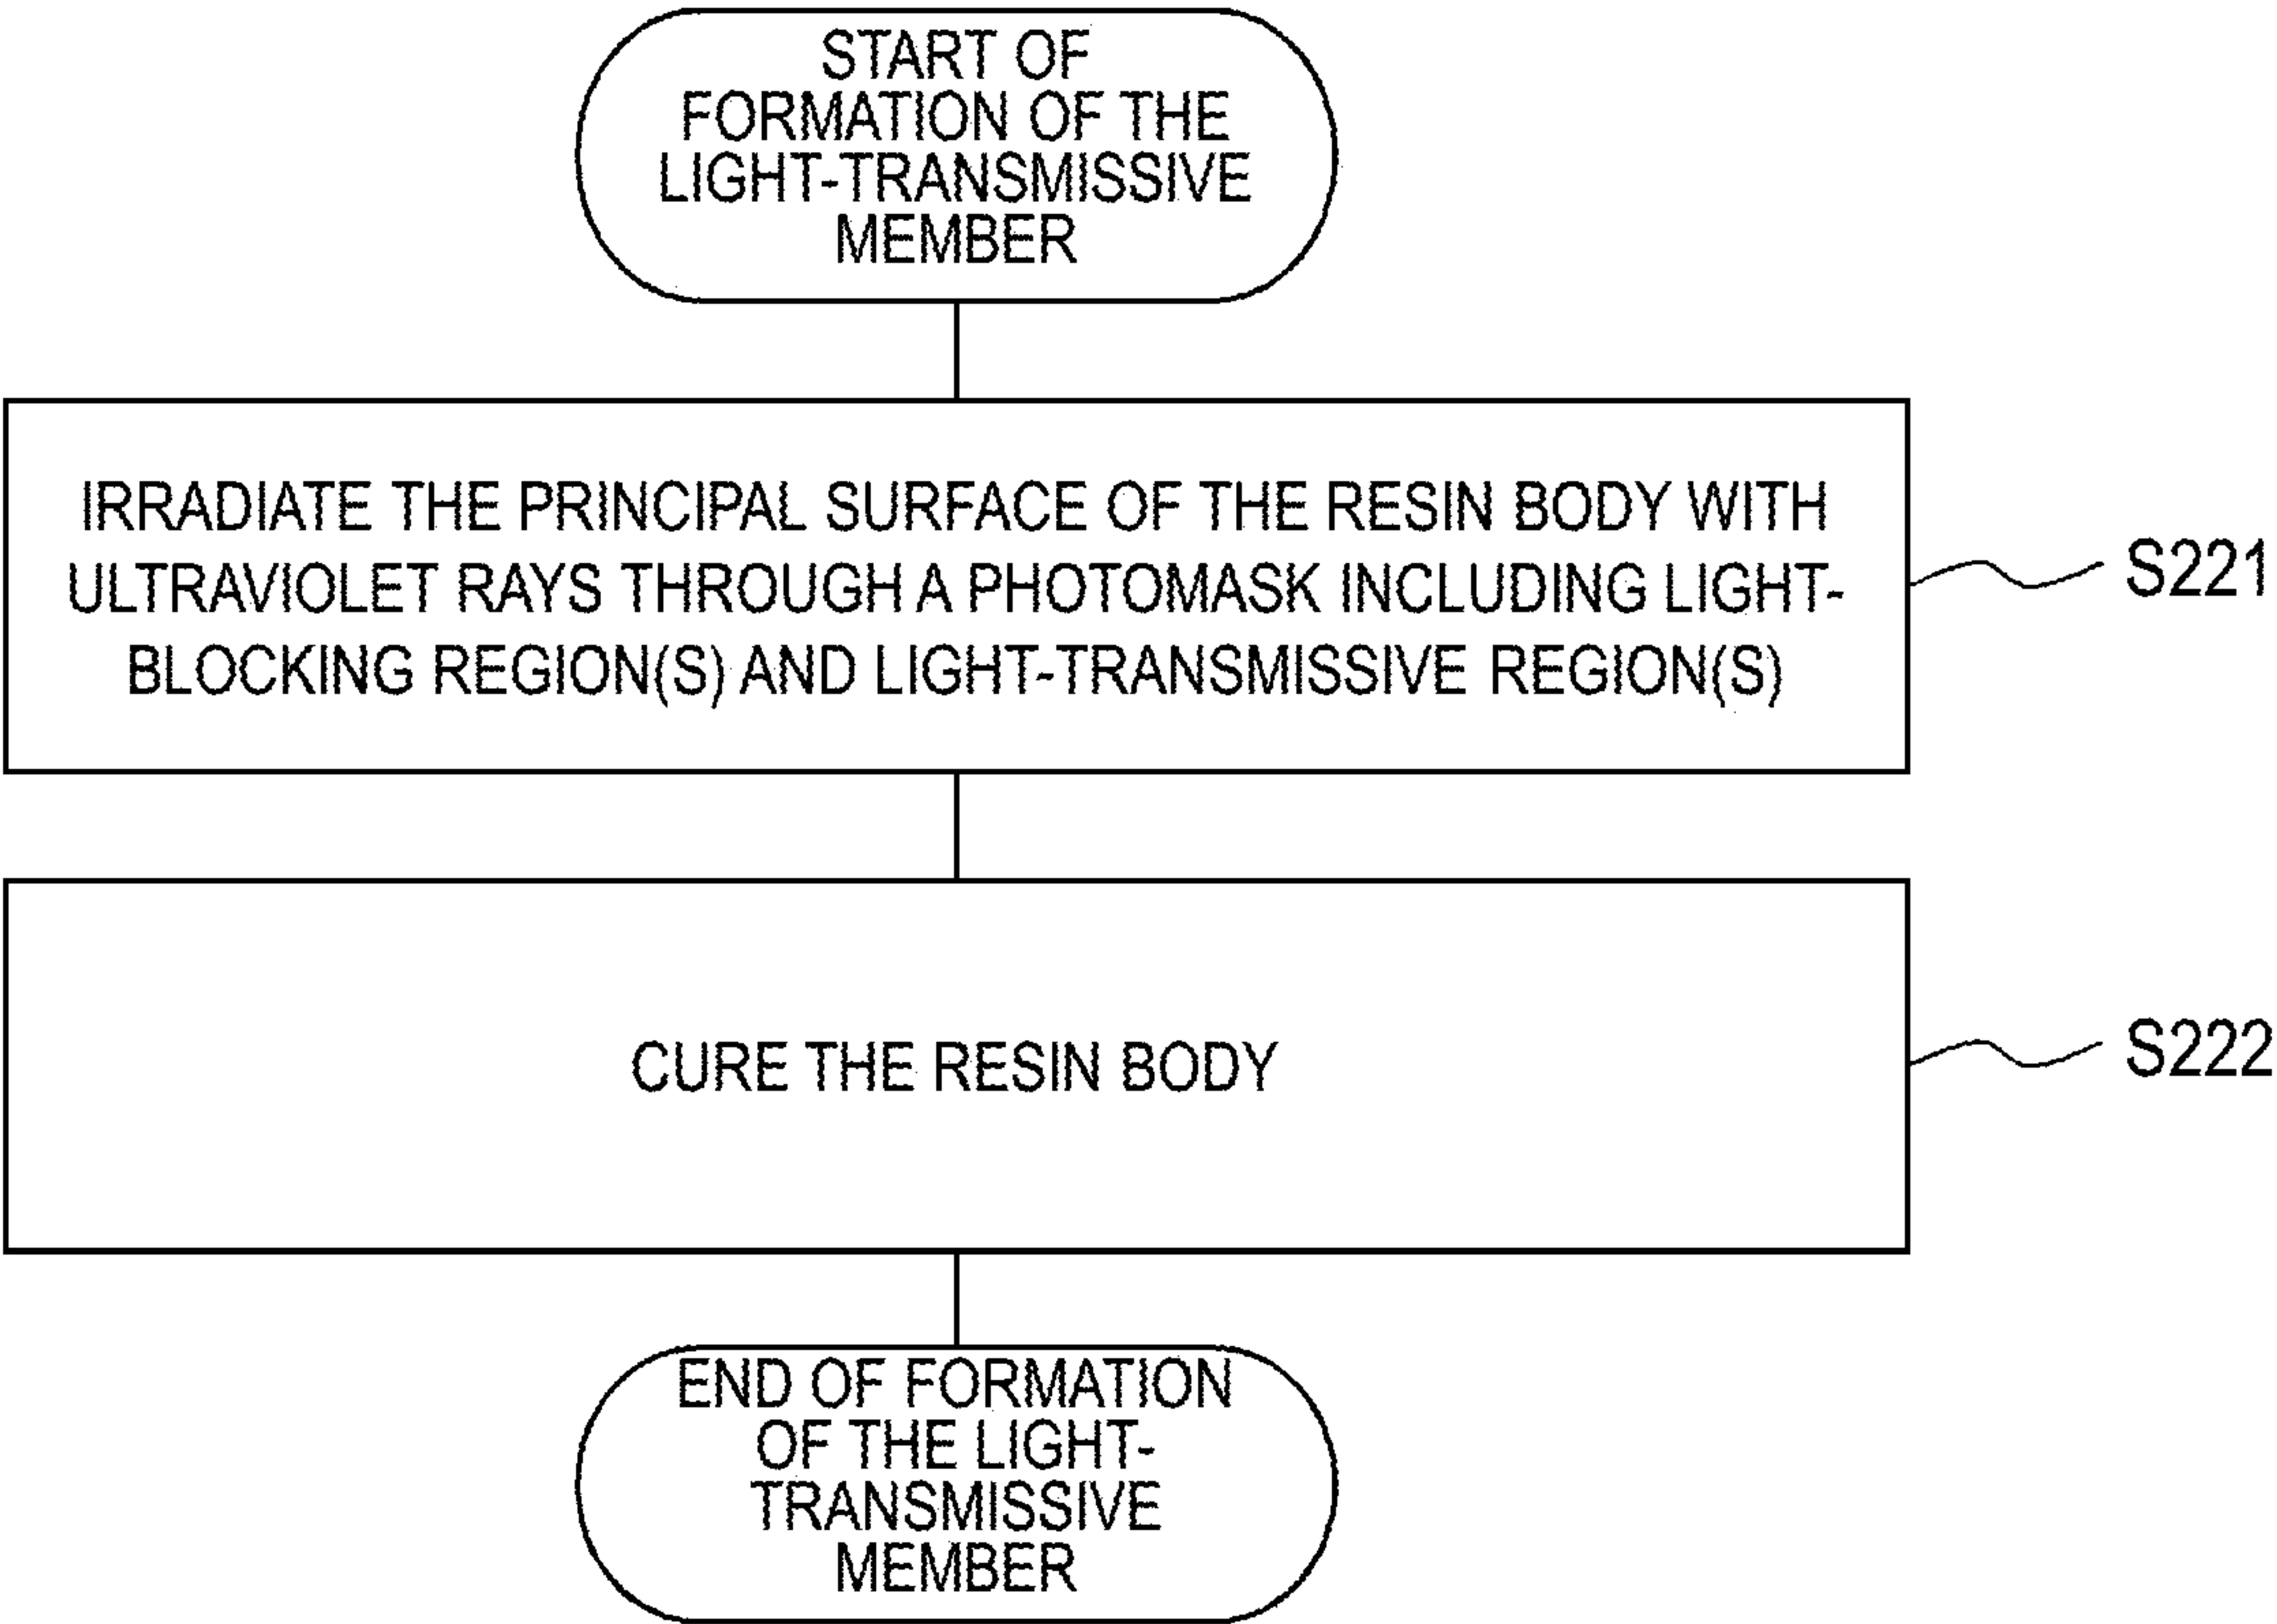 START OF
FORMATION OF THE
LIGHT-TRANSMISSIVE
MEMBER
IRRADIATE THE PRINCIPAL SURFACE OF THE RESIN BODY WITH
ULTRAVIOLET RAYS THROUGH A PHOTOMASK INCLUDING LIGHT-
BLOCKING REGION(S) AND LIGHT-TRANSMISSIVE REGION(S)
S221
CURE THE RESIN BODY
S222
END OF FORMATION
OF THE LIGHT-
TRANSMISSIVE
MEMBER